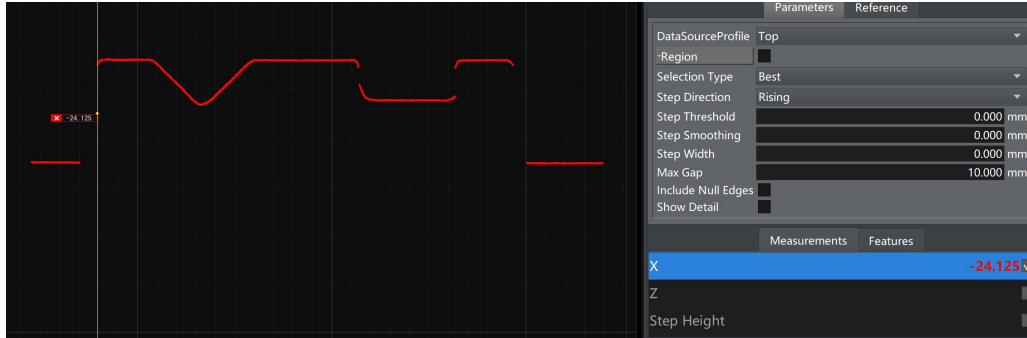 Parameters Reference
DataSourceProfile Top
Region
Selection Type Best
Step Direction Rising
Step Threshold 0.000 mm
Step Smoothing 0.000 mm
Step Width 0.000 mm
Max Gap 10.000 mm
Include Null Edges
Show Detail
X -24.125
Measurements Features
X -24.125
Z
Step Height